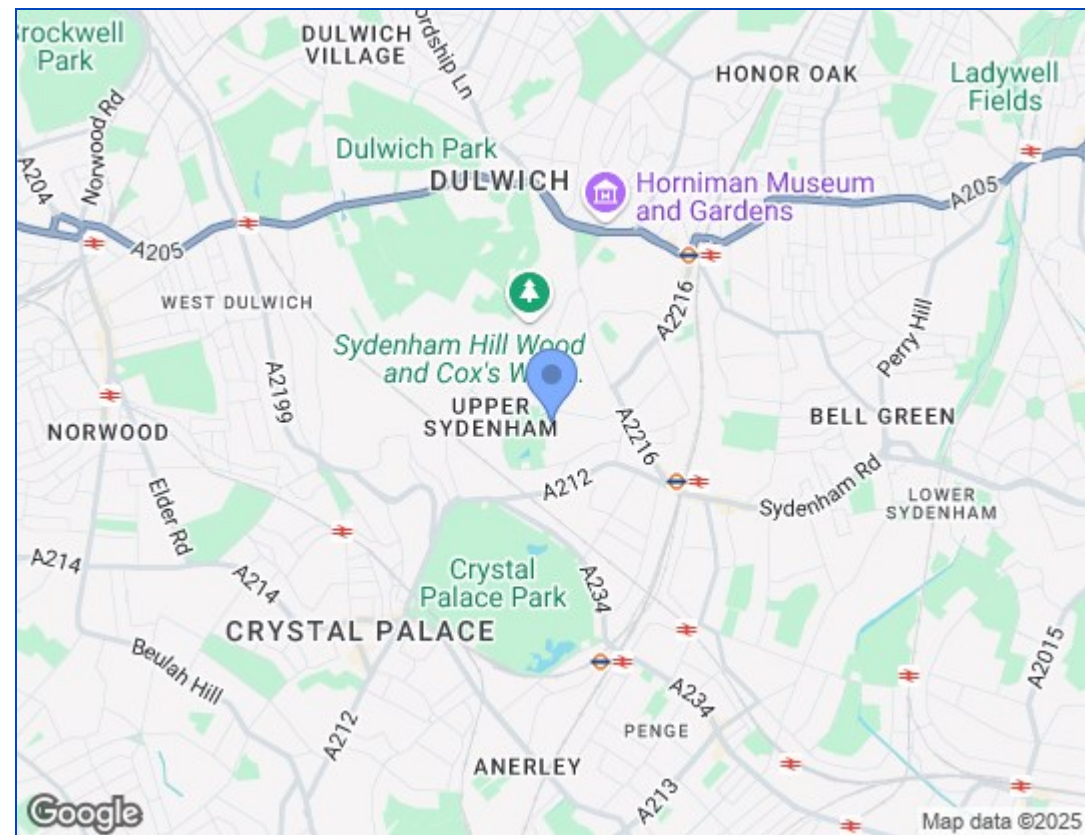 rockwell
Park
DULWICH
VILLAGE
ordship Ln
HONOR OAK
Ladywell
Fields
Norwood Rd
A204
Dulwich Park
DULWICH
Horniman Museum
and Gardens
A205
A205
WEST DULWICH
A2216
Sydenham Hill Wood
and Cox's W
Perry Hill
A2199
UPPER
SYDENHAM
A2216
BELL GREEN
NORWOOD
A212
Sydenham Rd
LOWER
SYDENHAM
Elder Rd
A214
A214
Crystal
Palace Park
A234
CRYSTAL PALACE
A2015
Beulah Hill
A212
A234
PENGE
ANERLEY
A213
Google
Map data ©2025